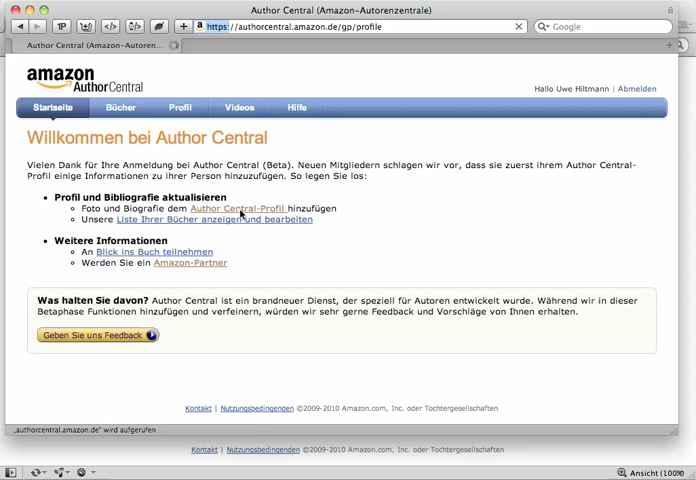 Author Central (Amazon-Autorenzentrale)
1P
https://authorcentral.amazon.de/gp/profile
Google
Author Central (Amazon-Autoren...
amazon
AuthorCentral
Hallo Uwe Hiltmann | Abmelden
Startseite Bücher Profil Videos Hilfe
Willkommen bei Author Central
Vielen Dank für Ihre Anmeldung bei Author Central (Beta). Neuen Mitgliedern schlagen wir vor, dass sie zuerst ihrem Author Central-
Profil einige Informationen zu ihrer Person hinzuzufügen. So legen Sie los:
• Profil und Bibliografie aktualisieren
Foto und Biografie dem Author Central-Profil hinzufügen
Unsere Liste Ihrer Bücher anzeigen und bearbeiten
• Weitere Informationen
An Blick ins Buch teilnehmen
Werden Sie ein Amazon-Partner
Was halten Sie davon? Author Central ist ein brandneuer Dienst, der speziell für Autoren entwickelt wurde. Während wir in dieser
Betaphase Funktionen hinzufügen und verfeinern, würden wir sehr gerne Feedback und Vorschläge von Ihnen erhalten.
Geben Sie uns Feedback
Kontakt | Nutzungsbedingenden ©2009-2010 Amazon.com, Inc. oder Tochtergesellschaften
„authorcentral.amazon.de" wird aufgerufen
Kontakt | Nutzungsbedingenden ©2009-2010 Amazon.com, Inc. oder Tochtergesellschaften
Ansicht (100%)